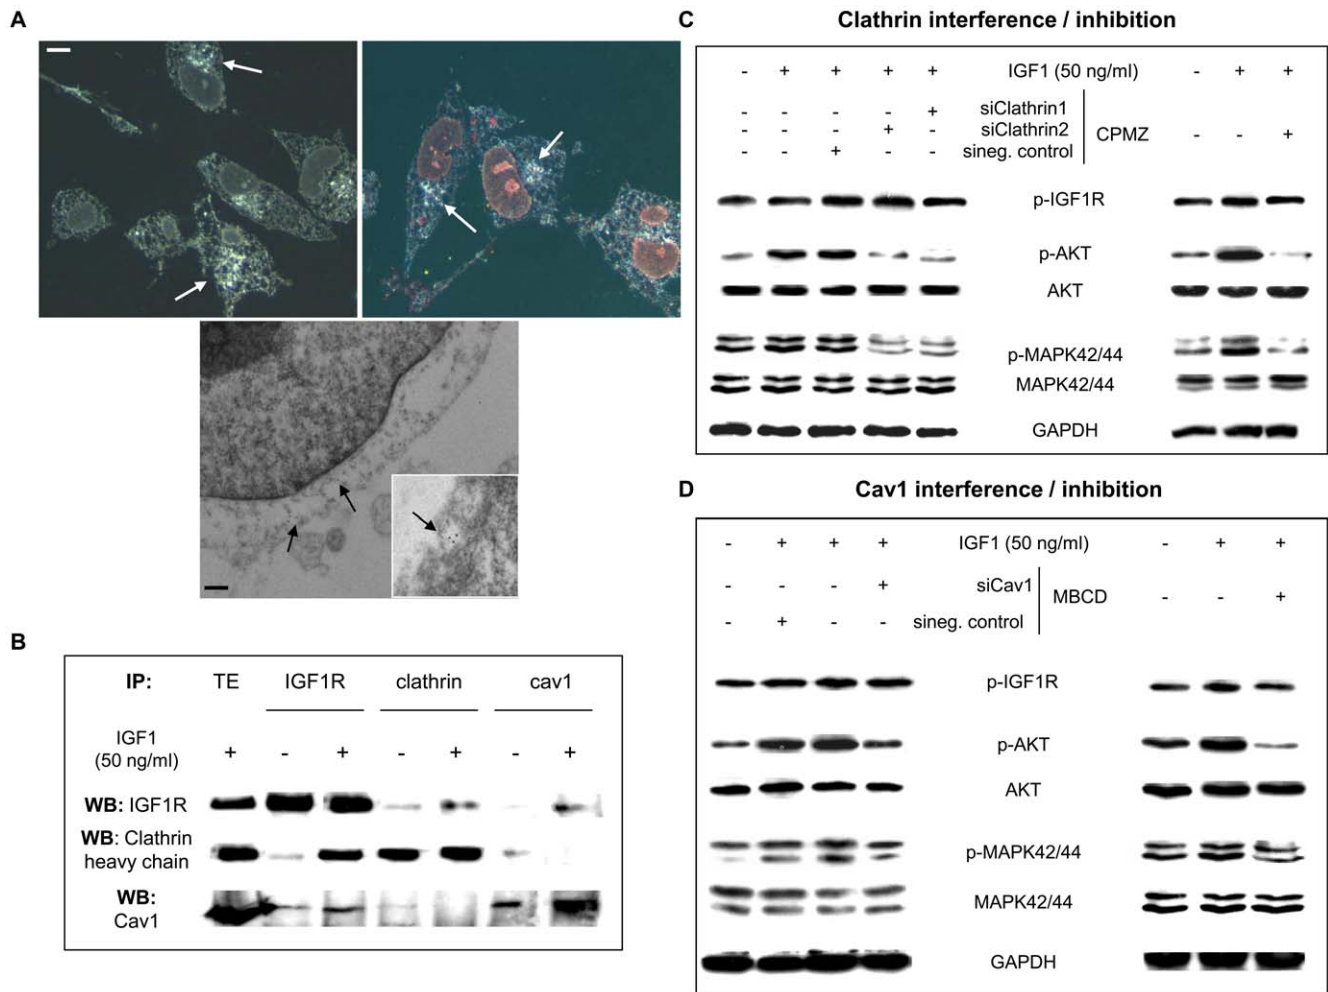 A
B
IP: TE IGF1R clathrin cav1
IGF1
(50 ng/ml) + - + - + - +
WB: IGF1R
WB: Clathrin
heavy chain
WB:
Cav1
C Clathrin interference / inhibition
- + + + + IGF1 (50 ng/ml) - + +
- - - - + siClathrin1
- - - + - siClathrin2 CPMZ - - +
- - + - - sineg. control
p-IGF1R
p-AKT
AKT
p-MAPK42/44
MAPK42/44
GAPDH
D Cav1 interference / inhibition
- + + + IGF1 (50 ng/ml) - + +
- - - + siCav1
MBCD - - +
- + - - sineg. control
p-IGF1R
p-AKT
AKT
p-MAPK42/44
MAPK42/44
GAPDH